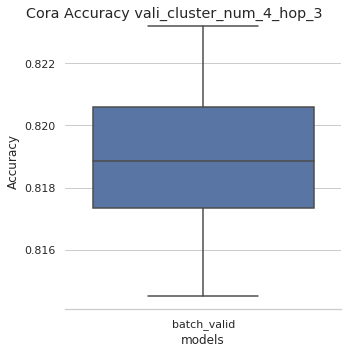 Cora Accuracy vali_cluster_num_4_hop_3
0.822
0.820
0.818
0.816
Accuracy
batch_valid
models